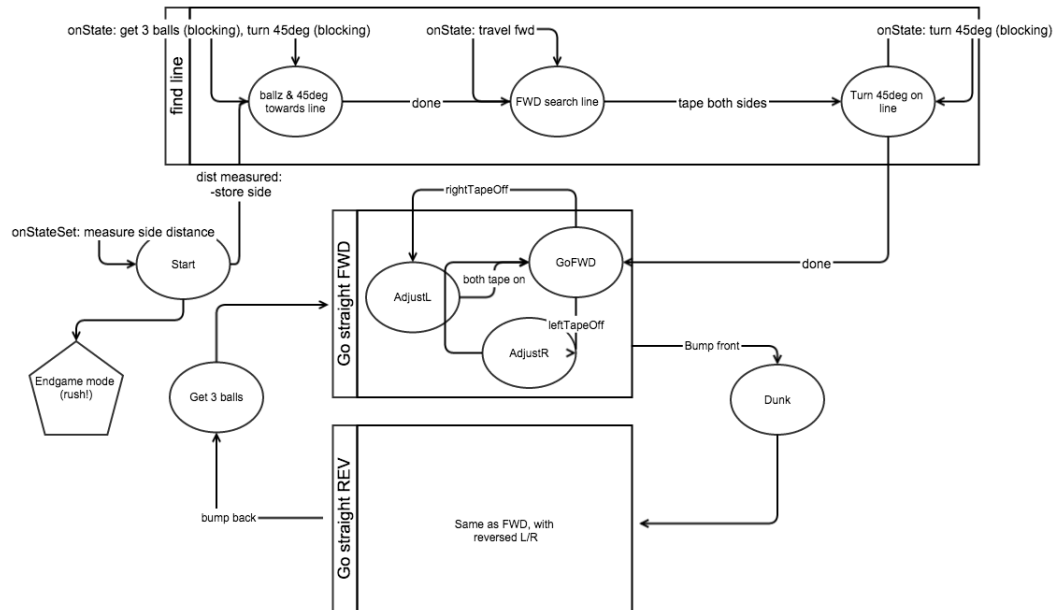 onState: get 3 balls (blocking), turn 45deg (blocking)
onState: travel fwd
onState: turn 45deg (blocking)
find line
ballz & 45deg
towards line
done
FWD search line
tape both sides
Turn 45deg on
line
dist measured:
-store side
onStateSet: measure side distance
Start
Endgame mode
(rush!)
Get 3 balls
Go straight FWD
rightTapeOff
GoFWD
AdjustL
both tape on
leftTapeOff
AdjustR
done
Bump front
Dunk
Go straight REV
Same as FWD, with
reversed L/R
bump back